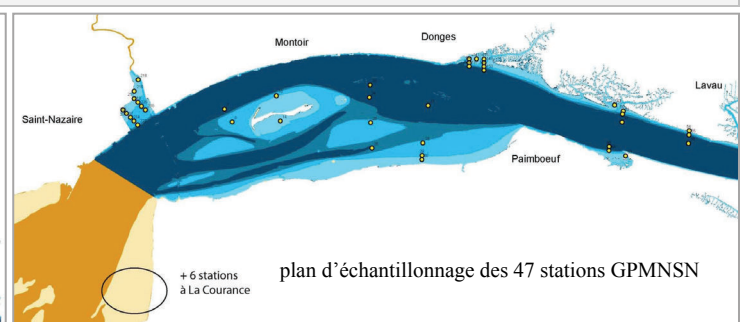 Montoir
Donges
Lavau
Saint-Nazaire
Paimboeuf
+ 6 stations
à La Courance
plan d'échantillonnage des 47 stations GPMNSN